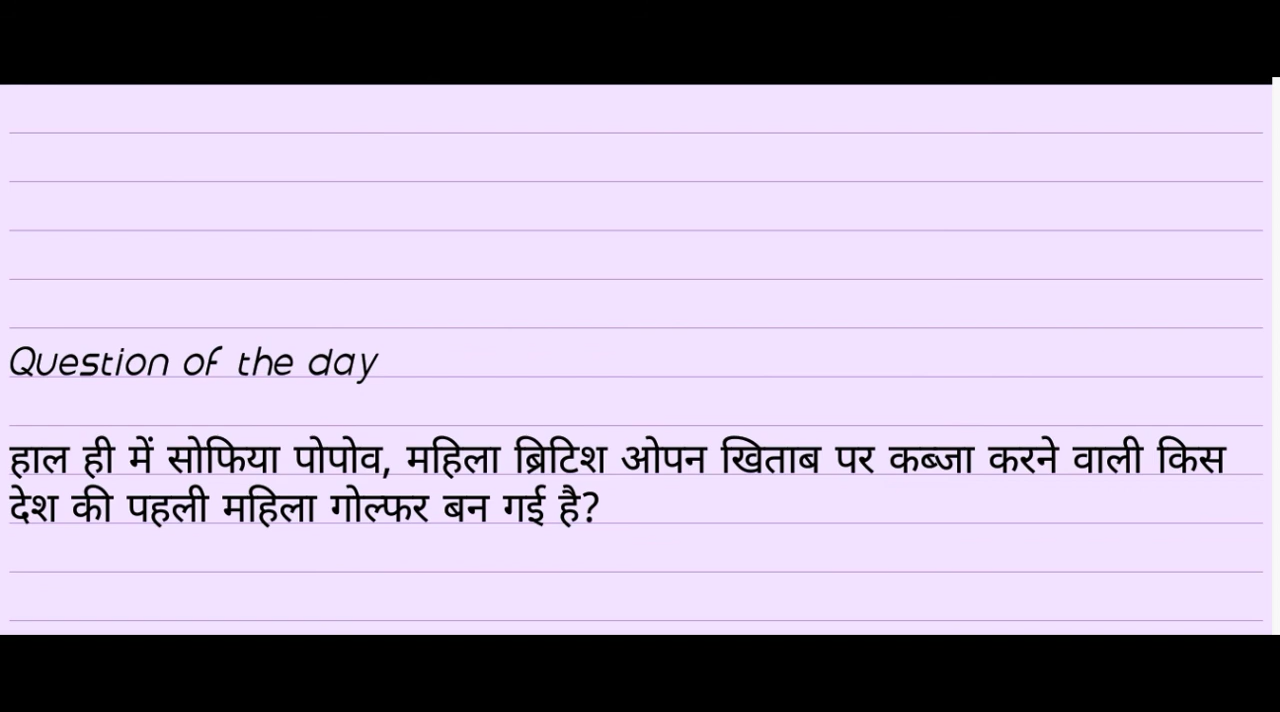 Question of the day
हाल ही में सोफिया पोपोव, महिला ब्रिटिश ओपन खिताब पर कब्जा करने वाली किस
देश की पहली महिला गोल्फर बन गई है?